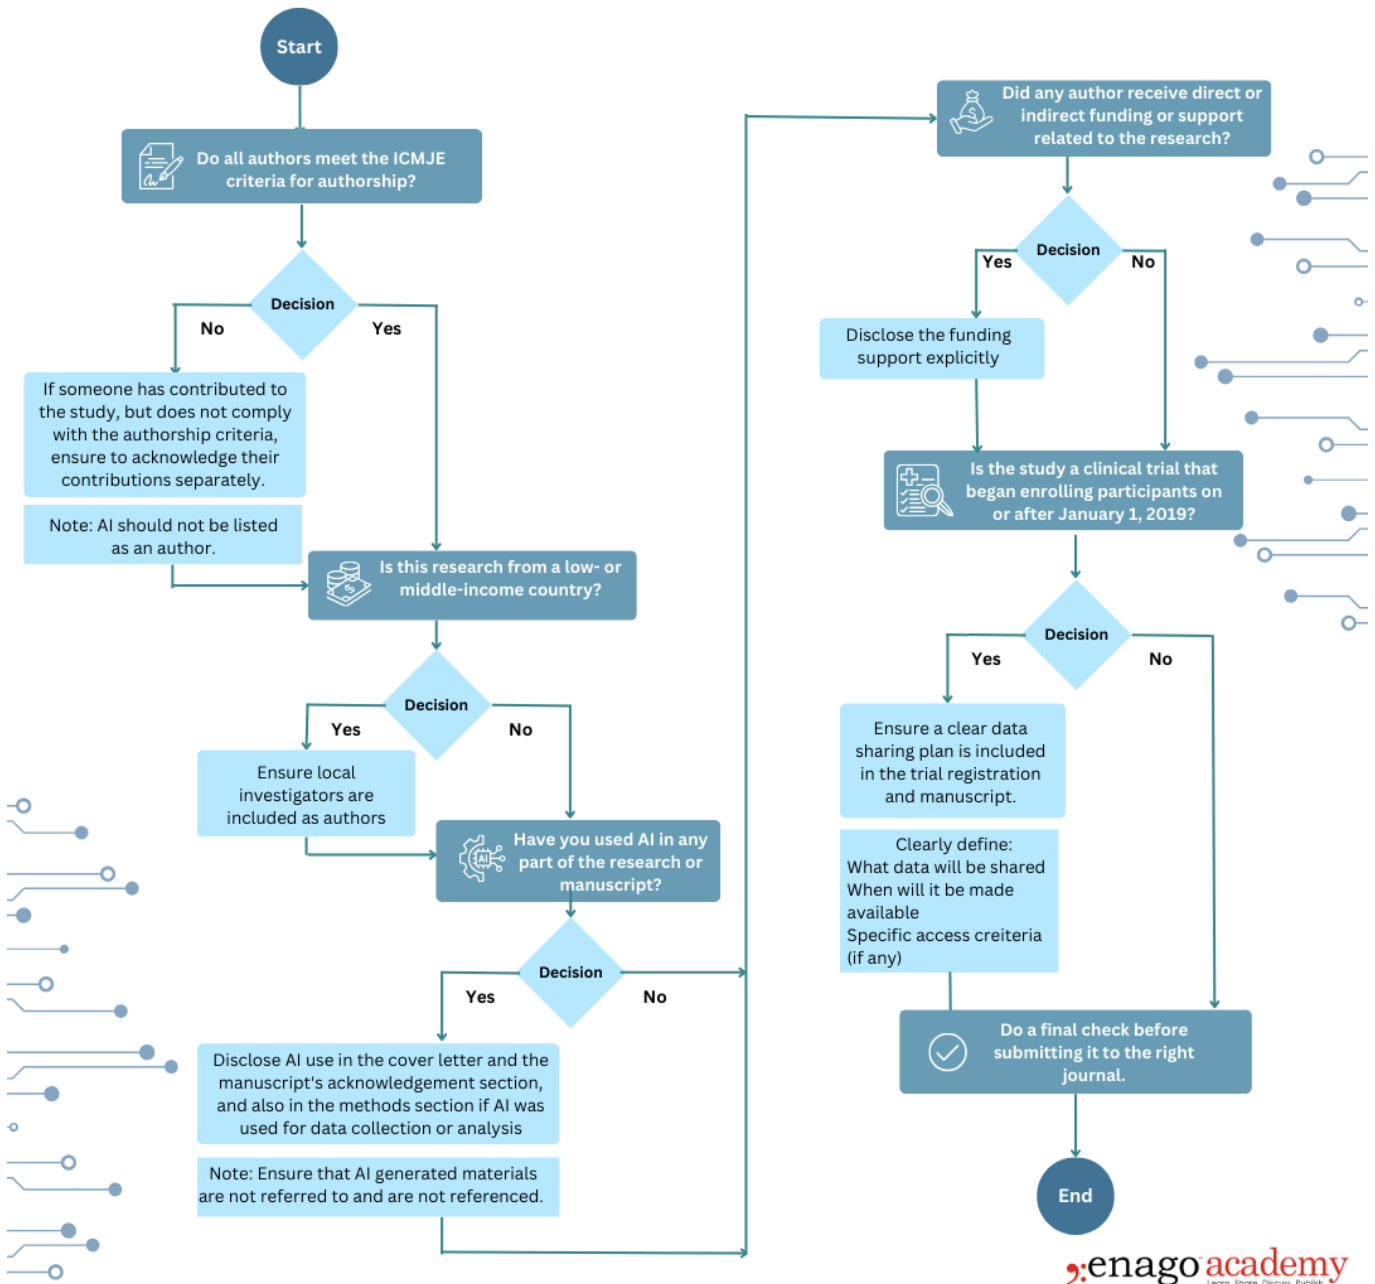 Start
Do all authors meet the ICMJE
criteria for authorship?
Decision
No
Yes
If someone has contributed to
the study, but does not comply
with the authorship criteria,
ensure to acknowledge their
contributions separately.
Note: AI should not be listed
as an author.
Is this research from a low- or
middle-income country?
Decision
Yes
No
Ensure local
investigators are
included as authors
Have you used AI in any
part of the research or
manuscript?
AI
Decision
Yes
No
Disclose AI use in the cover letter and the
manuscript's acknowledgement section,
and also in the methods section if AI was
used for data collection or analysis
Note: Ensure that AI generated materials
are not referred to and are not referenced.
Did any author receive direct or
indirect funding or support
related to the research?
Decision
Yes
No
Disclose the funding
support explicitly
Is the study a clinical trial that
began enrolling participants on
or after January 1, 2019?
Decision
Yes
No
Ensure a clear data
sharing plan is included
in the trial registration
and manuscript.
Clearly define:
What data will be shared
When will it be made
available
Specific access creiteria
(if any)
Do a final check before
submitting it to the right
journal.
End
enago academy
Learn. Share. Discuss. Publish.